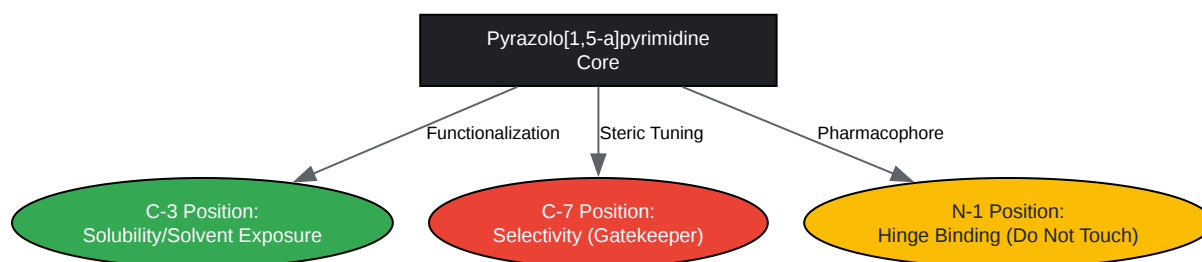 Pyrazolo[1,5-a]pyrimidine
Core
Functionalization
Steric Tuning
Pharmacophore
C-3 Position:
Solubility/Solvent Exposure
C-7 Position:
Selectivity (Gatekeeper)
N-1 Position:
Hinge Binding (Do Not Touch)